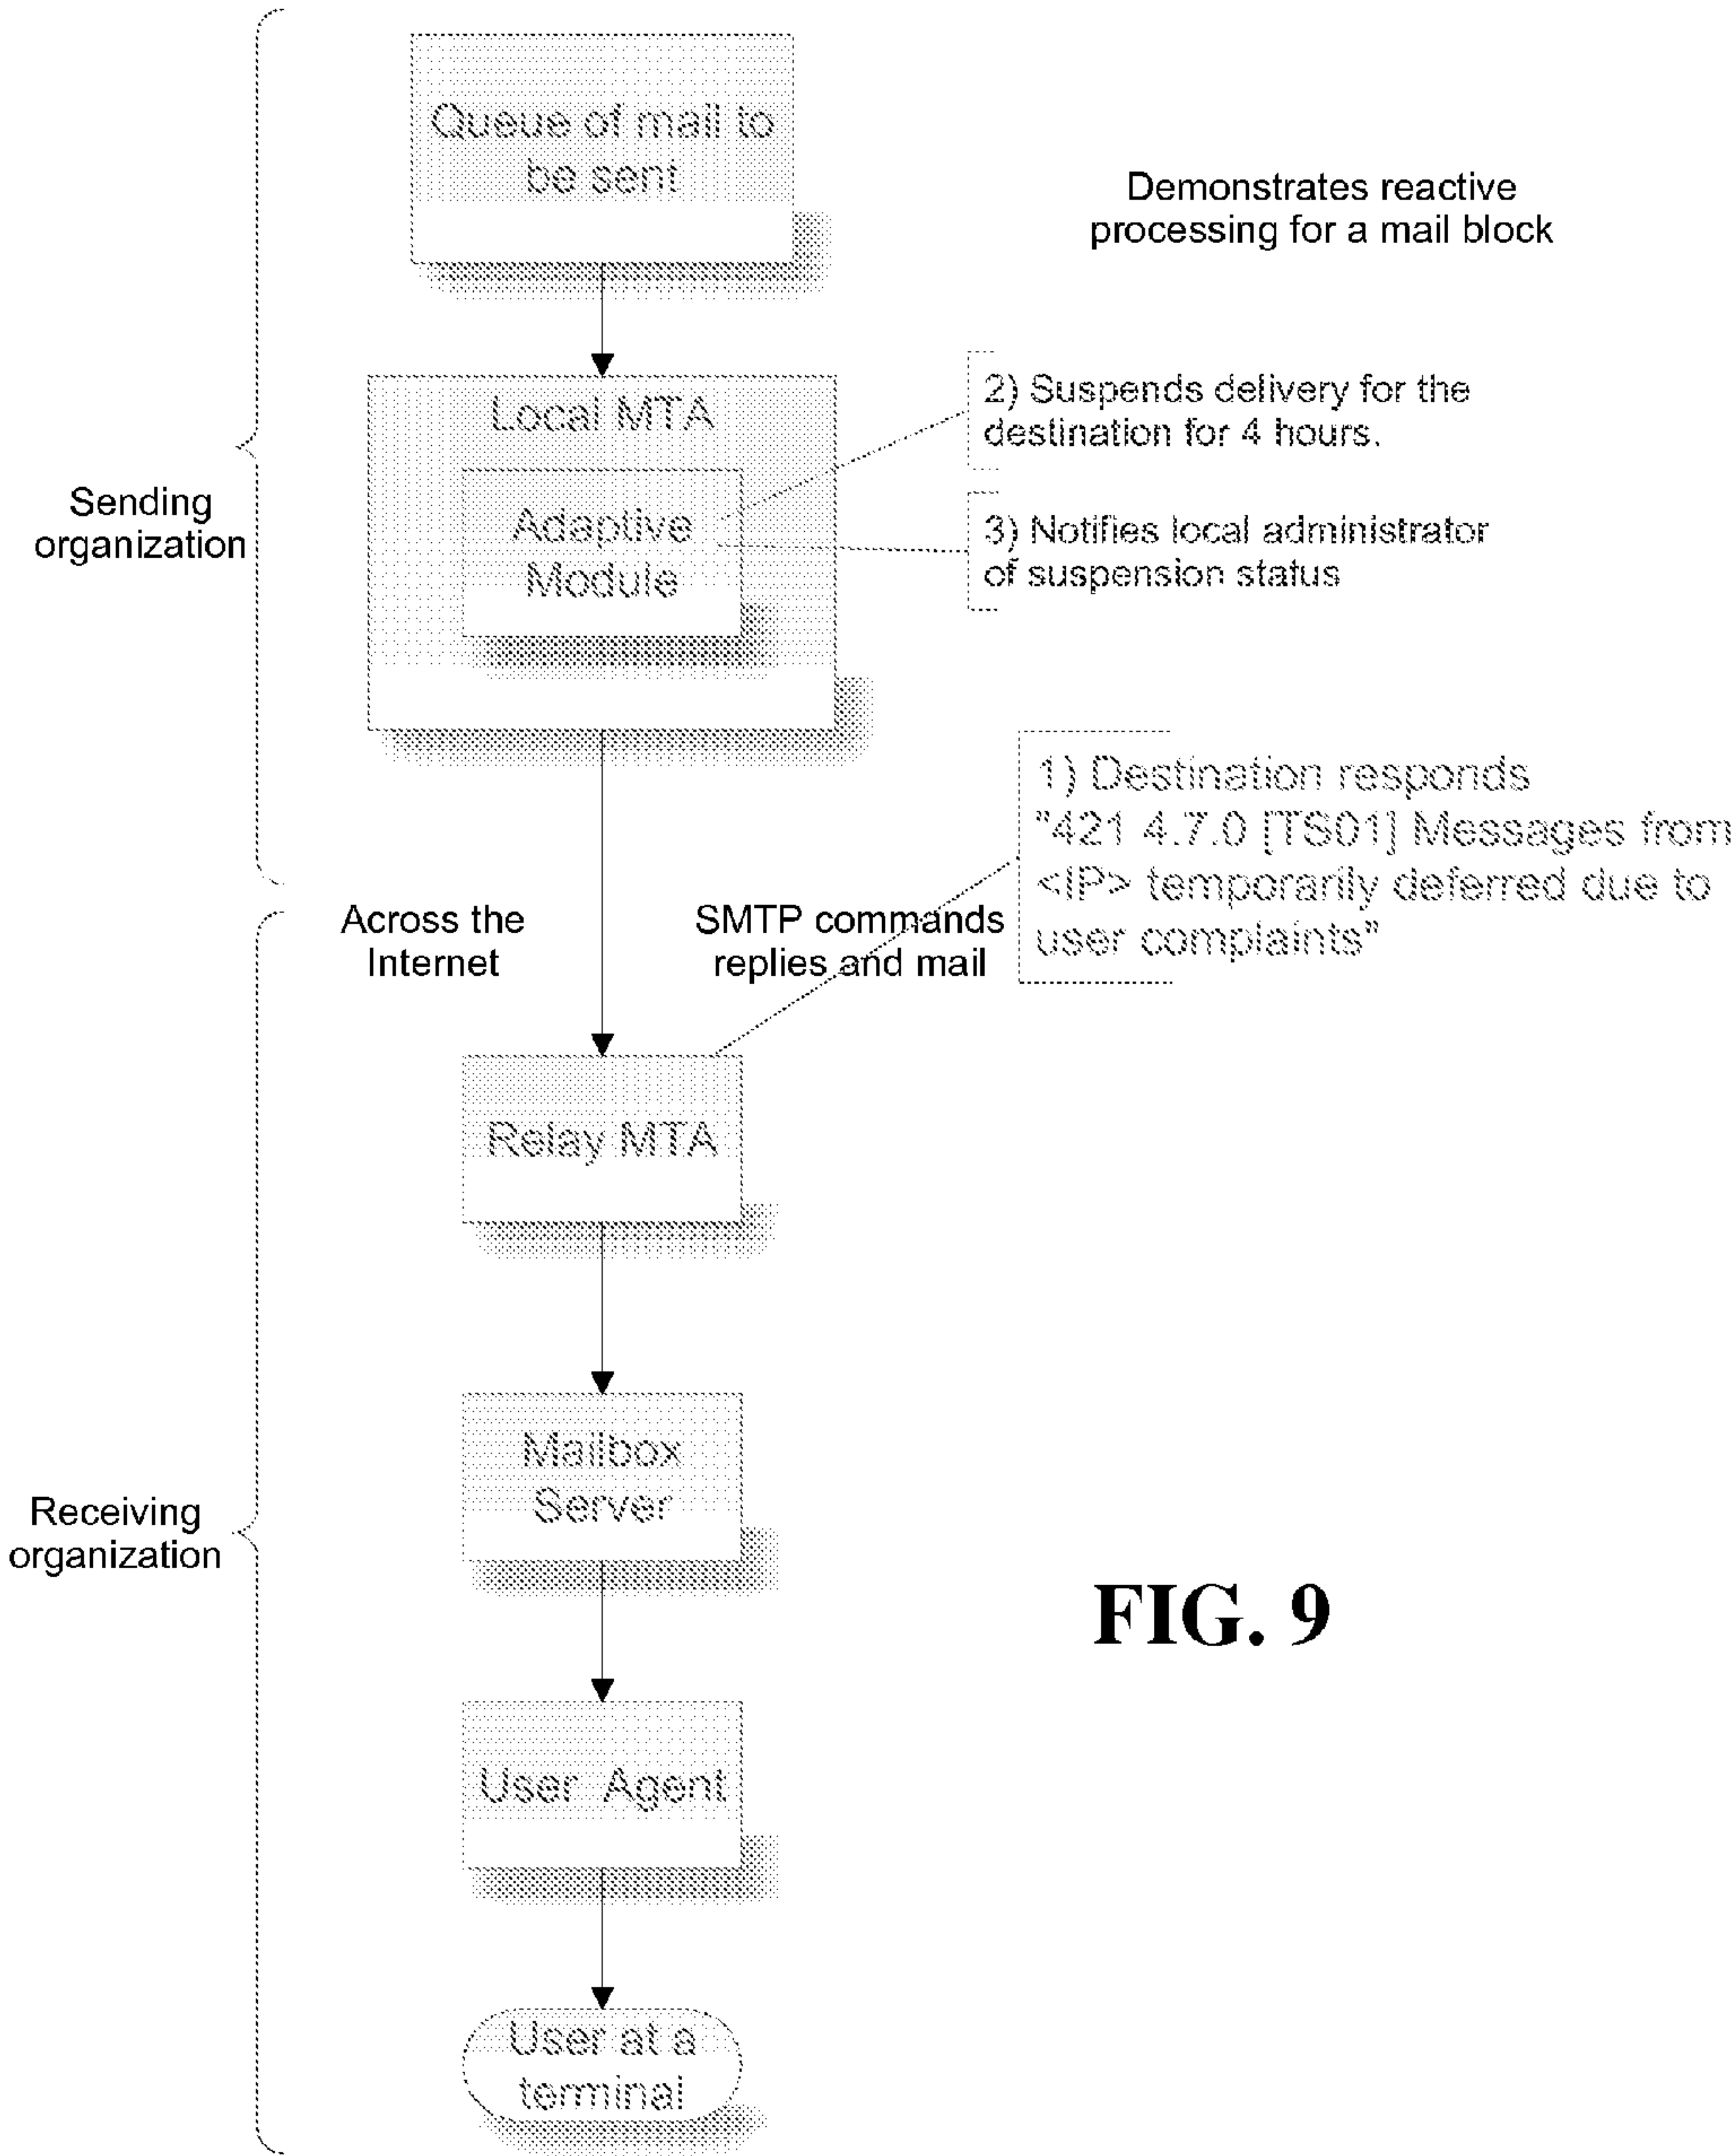 Queue of mail to
be sent
Demonstrates reactive
processing for a mail block
Local MTA
Adaptive
Module
2) Suspends delivery for the
destination for 4 hours.
3) Notifies local administrator
of suspension status
Sending
organization
1) Destination responds
"421 4.7.0 [TS01] Messages from
<IP> temporarily deferred due to
user complaints"
Across the
Internet
SMTP commands
replies and mail
Relay MTA
Mailbox
Server
Receiving
organization
FIG. 9
User Agent
User at a
terminal